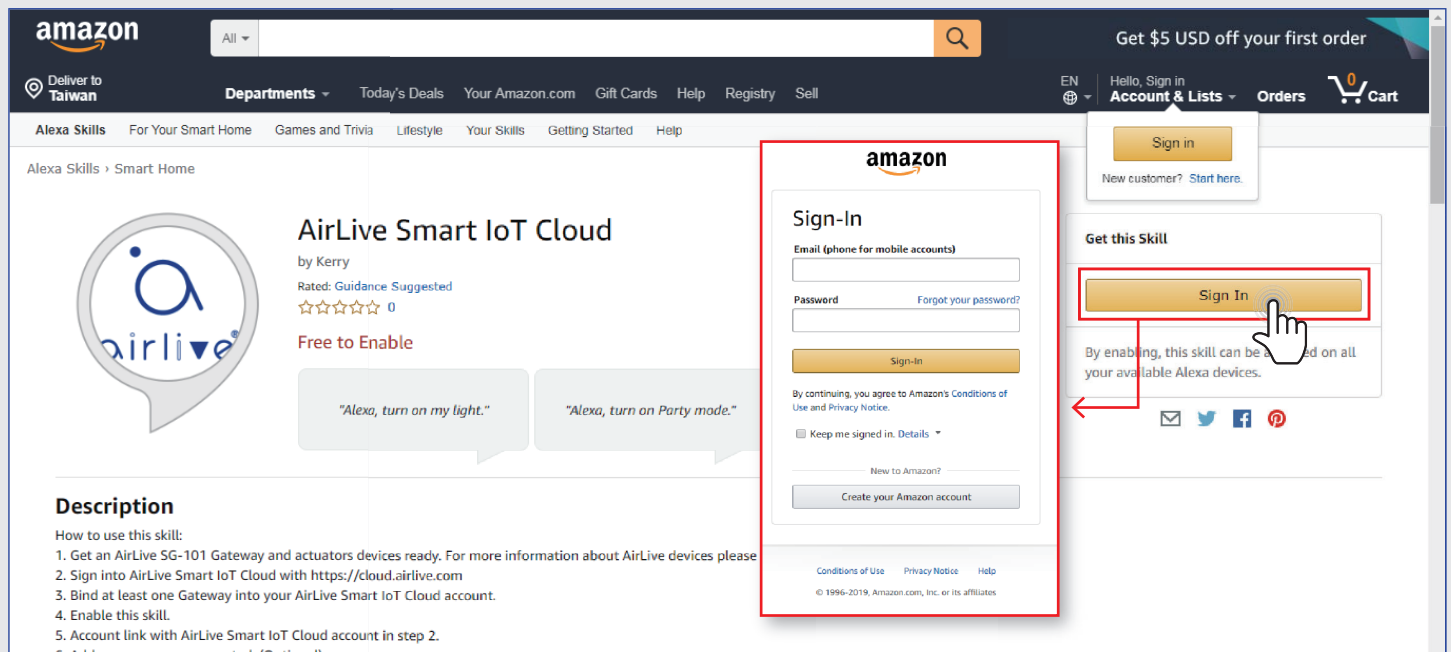 amazon
All
Get $5 USD off your first order
Deliver to
Taiwan
Departments
Today's Deals
Your Amazon.com
Gift Cards
Help
Registry
Sell
EN
Hello, Sign in
Account & Lists
Orders
0
Cart
Alexa Skills
For Your Smart Home
Games and Trivia
Lifestyle
Your Skills
Getting Started
Help
Sign in
New customer? Start here.
Alexa Skills › Smart Home
airlive®
AirLive Smart IoT Cloud
by Kerry
Rated: Guidance Suggested
0
Free to Enable
"Alexa, turn on my light."
"Alexa, turn on Party mode."
amazon
Sign-In
Email (phone for mobile accounts)
Password
Forgot your password?
Sign-In
By continuing, you agree to Amazon's Conditions of
Use and Privacy Notice.
Keep me signed in. Details
New to Amazon?
Create your Amazon account
Conditions of Use
Privacy Notice
Help
© 1996-2019, Amazon.com, Inc. or its affiliates
Get this Skill
Sign In
By enabling, this skill can be on all
your available Alexa devices.
Description
How to use this skill:
1. Get an AirLive SG-101 Gateway and actuators devices ready. For more information about AirLive devices please
2. Sign into AirLive Smart IoT Cloud with https://cloud.airlive.com
3. Bind at least one Gateway into your AirLive Smart IoT Cloud account.
4. Enable this skill.
5. Account link with AirLive Smart IoT Cloud account in step 2.